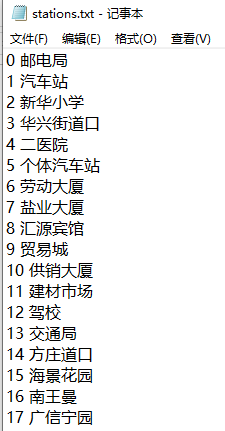 stations.txt - 记事本
文件(F) 编辑(E) 格式(O) 查看(V)
0 邮电局
1 汽车站
2 新华小学
3 华兴街道口
4 二医院
5 个体汽车站
6 劳动大厦
7 盐业大厦
8 汇源宾馆
9 贸易城
10 供销大厦
11 建材市场
12 驾校
13 交通局
14 方庄道口
15 海景花园
16 南王曼
17 广信宁园